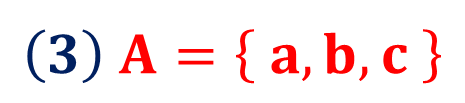 (3) A = { a, b, c }